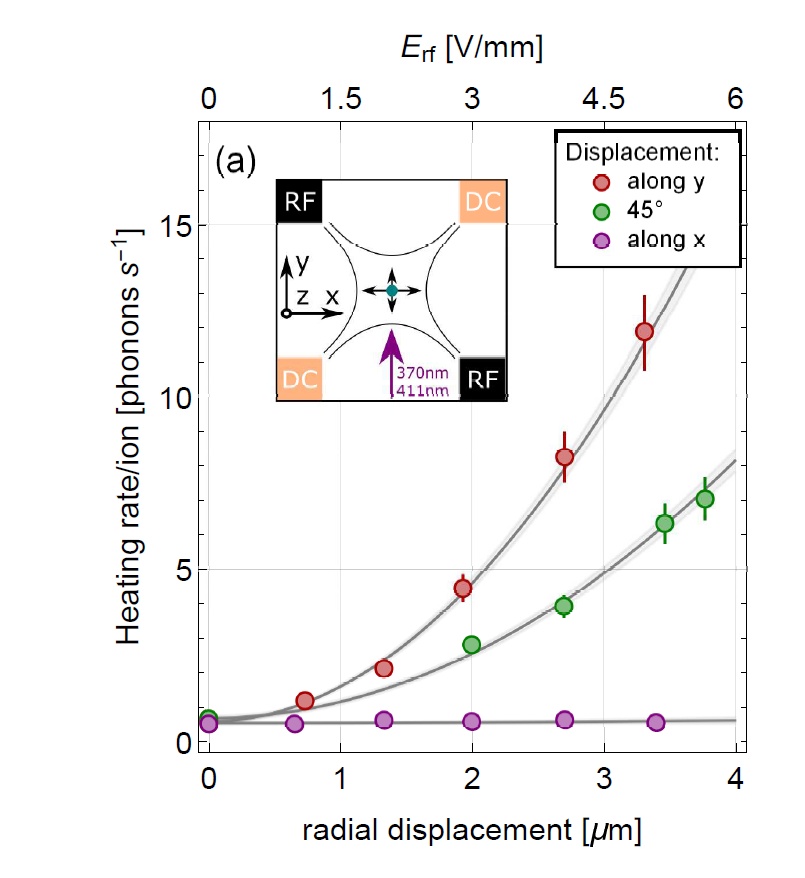 E_rf [V/mm]
0 1.5 3 4.5 6
(a)
Displacement:
along y
45°
along x
RF
DC
y
z x
DC
RF
370nm
411nm
15
10
5
0
Heating rate/ion [phonons s⁻¹]
0 1 2 3 4
radial displacement [μm]